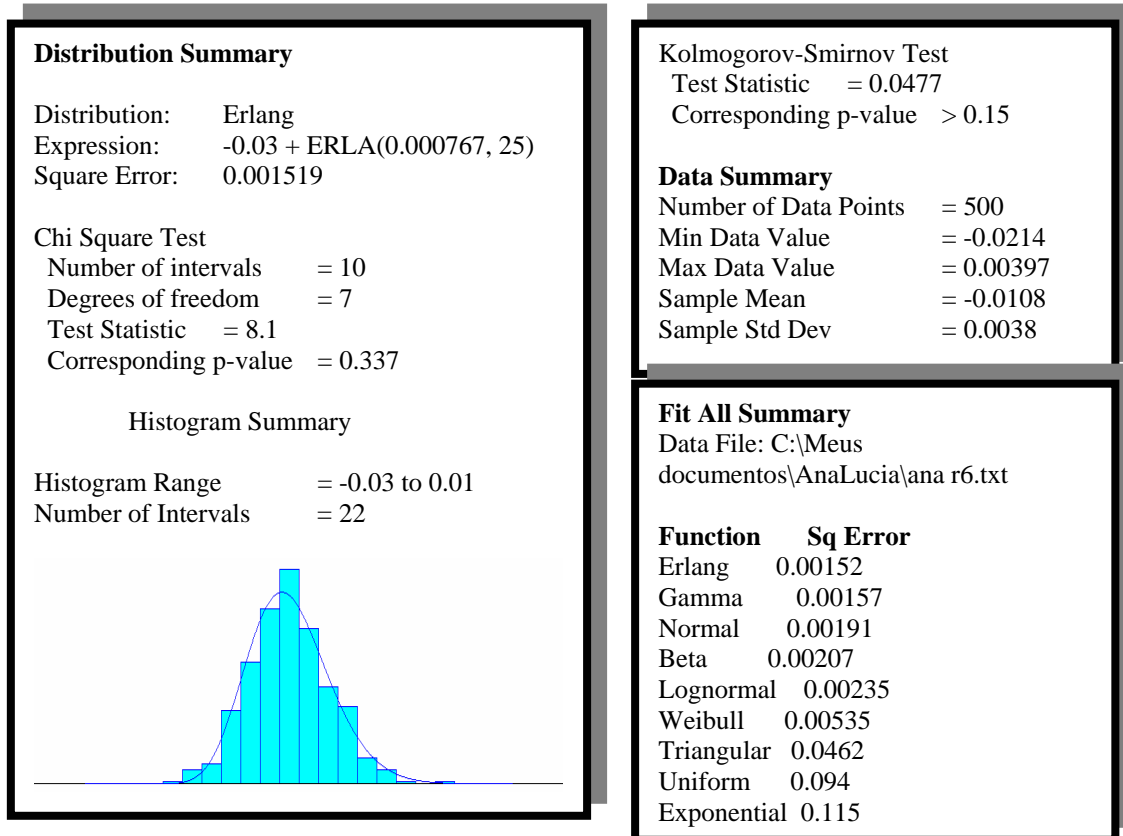 Distribution Summary
Distribution: Erlang
Expression: -0.03 + ERLA(0.000767, 25)
Square Error: 0.001519
Chi Square Test
Number of intervals = 10
Degrees of freedom = 7
Test Statistic = 8.1
Corresponding p-value = 0.337
Histogram Summary
Histogram Range = -0.03 to 0.01
Number of Intervals = 22
Kolmogorov-Smirnov Test
Test Statistic = 0.0477
Corresponding p-value > 0.15
Data Summary
Number of Data Points = 500
Min Data Value = -0.0214
Max Data Value = 0.00397
Sample Mean = -0.0108
Sample Std Dev = 0.0038
Fit All Summary
Data File: C:\Meus
documentos\AnaLucia\ana r6.txt
Function Sq Error
Erlang 0.00152
Gamma 0.00157
Normal 0.00191
Beta 0.00207
Lognormal 0.00235
Weibull 0.00535
Triangular 0.0462
Uniform 0.094
Exponential 0.115